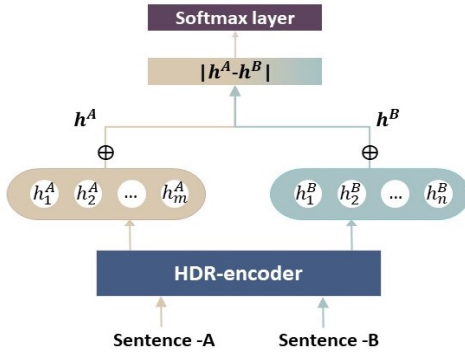 Softmax layer
|h^A-h^B|
h^A h^B
⊕ ⊕
h_1^A h_2^A ... h_m^A h_1^B h_2^B ... h_n^B
HDR-encoder
Sentence -A Sentence -B